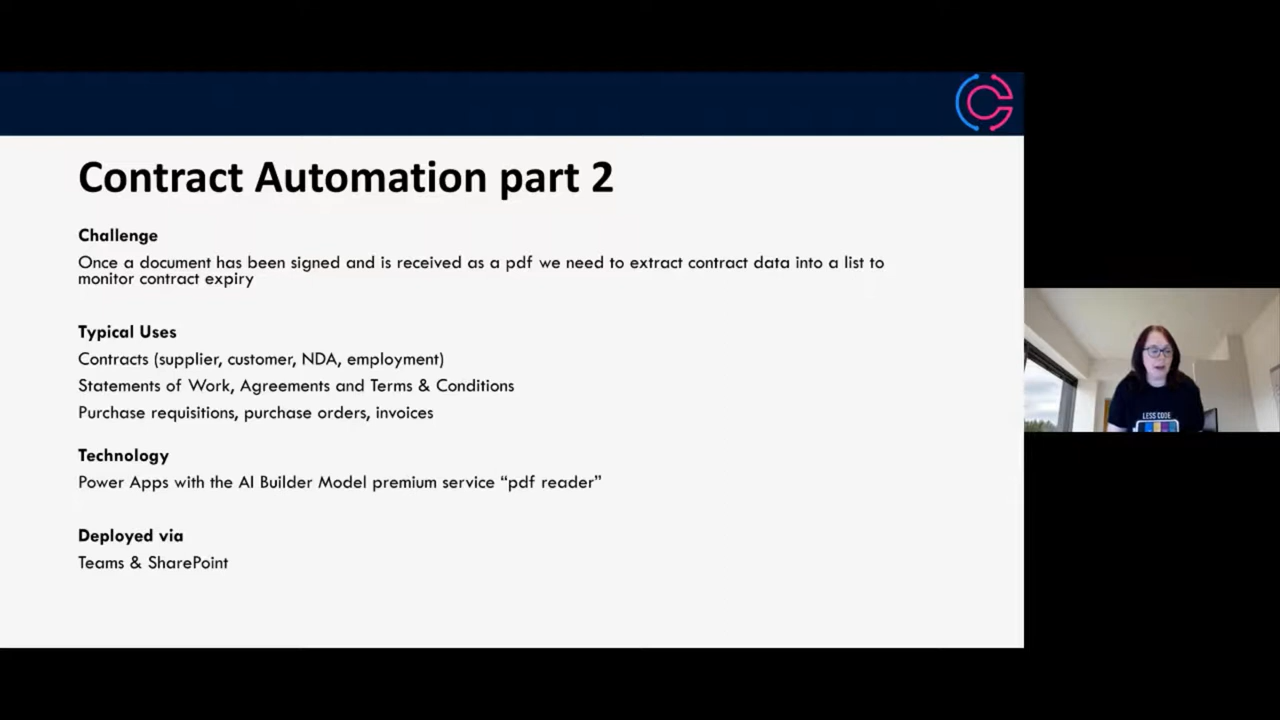 Contract Automation part 2
Challenge
Once a document has been signed and is received as a pdf we need to extract contract data into a list to
monitor contract expiry
Typical Uses
Contracts (supplier, customer, NDA, employment)
Statements of Work, Agreements and Terms & Conditions
Purchase requisitions, purchase orders, invoices
Technology
Power Apps with the AI Builder Model premium service “pdf reader”
Deployed via
Teams & SharePoint
LESS CODE